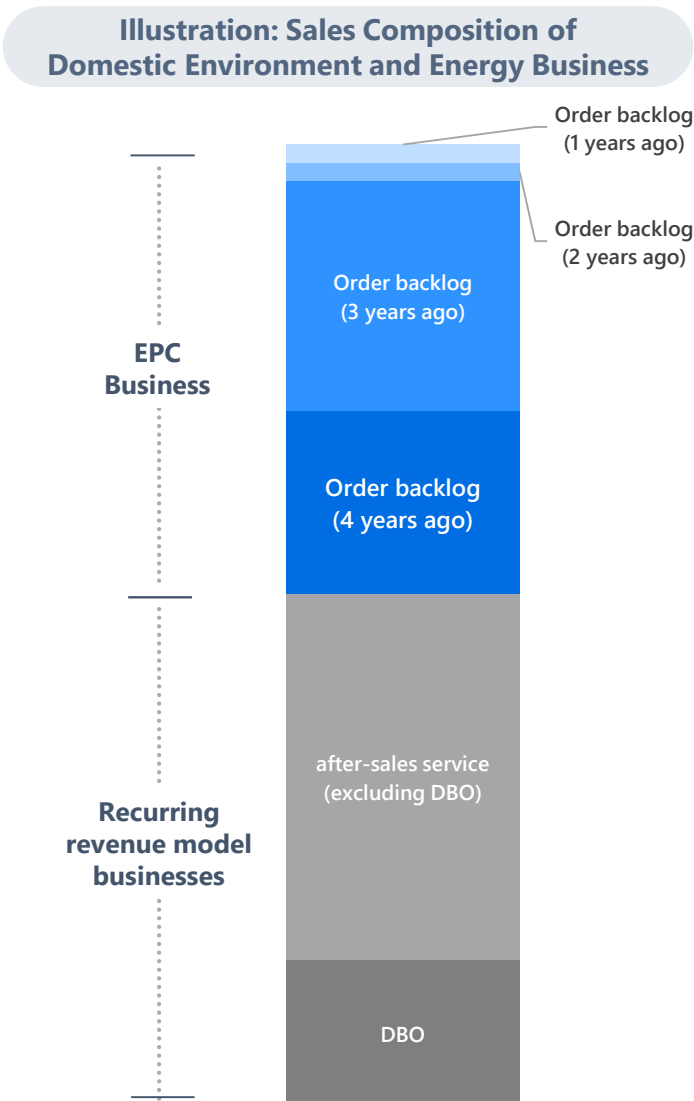 Illustration: Sales Composition of
Domestic Environment and Energy Business
Order backlog
(1 years ago)
Order backlog
(2 years ago)
Order backlog
(3 years ago)
EPC
Business
Order backlog
(4 years ago)
after-sales service
(excluding DBO)
Recurring
revenue model
businesses
DBO